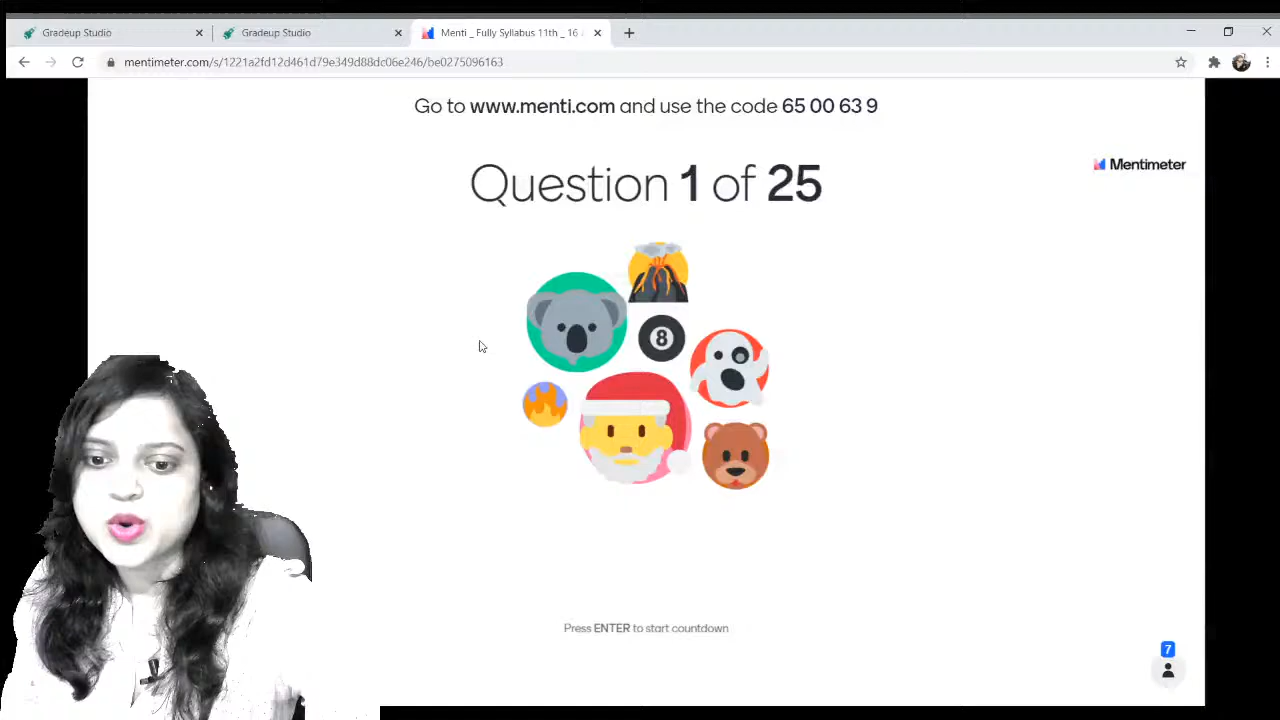 Gradeup Studio
Gradeup Studio
Menti _ Fully Syllabus 11th _ 16
mentimeter.com/s/1221a2fd12d461d79e349d88dc06e246/be0275096163
Go to www.menti.com and use the code 65 00 63 9
Mentimeter
Question 1 of 25
8
Press ENTER to start countdown
7